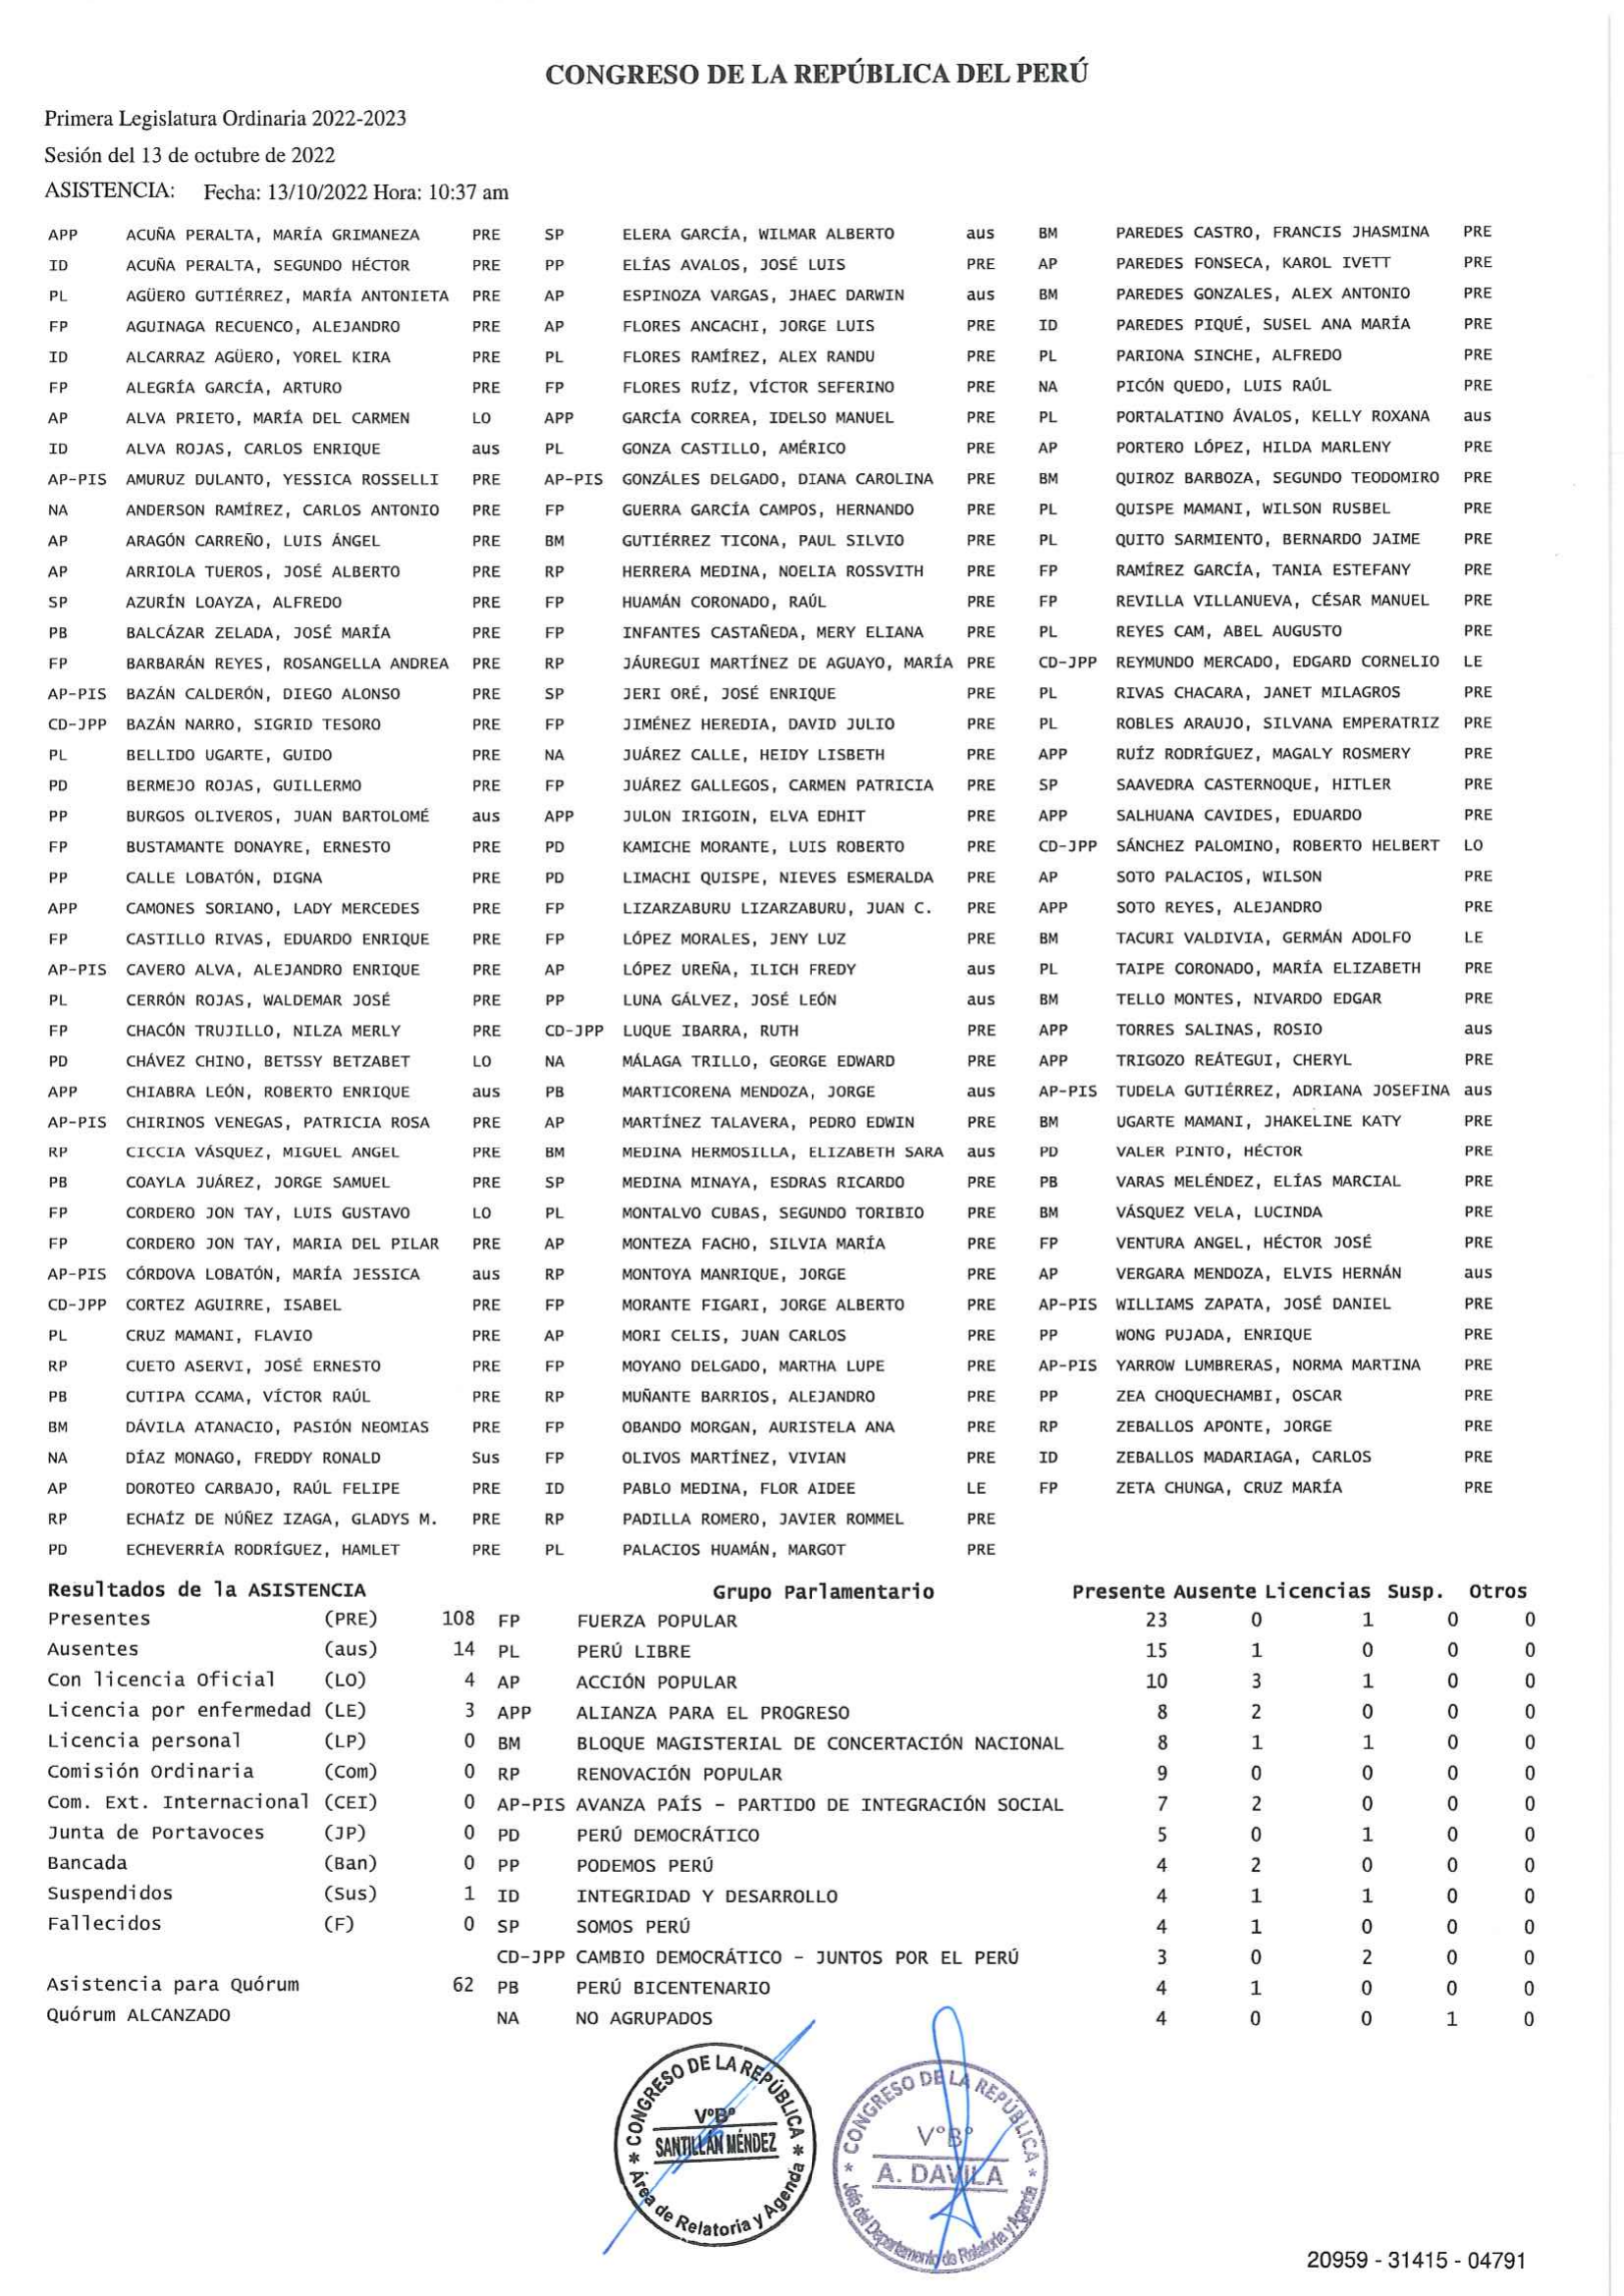 CONGRESO DE LA REPÚBLICA DEL PERÚ
Primera Legislatura Ordinaria 2022-2023
Sesión del 13 de octubre de 2022
ASISTENCIA: Fecha: 13/10/2022 Hora: 10:37 am
APP ACUÑA PERALTA, MARÍA GRIMANEZA PRE SP ELERA GARCÍA, WILMAR ALBERTO aus BM PAREDES CASTRO, FRANCIS JHASMINA PRE
ID ACUÑA PERALTA, SEGUNDO HÉCTOR PRE PP ELÍAS AVALOS, JOSÉ LUIS PRE AP PAREDES FONSECA, KAROL IVETT PRE
PL AGÜERO GUTIÉRREZ, MARÍA ANTONIETA PRE AP ESPINOZA VARGAS, JHAEC DARWIN aus BM PAREDES GONZALES, ALEX ANTONIO PRE
FP AGUINAGA RECUENCO, ALEJANDRO PRE AP FLORES ANCACHI, JORGE LUIS PRE ID PAREDES PIQUÉ, SUSEL ANA MARÍA PRE
ID ALCARRAZ AGÜERO, YOREL KIRA PRE PL FLORES RAMÍREZ, ALEX RANDU PRE PL PARIONA SINCHE, ALFREDO PRE
FP ALEGRÍA GARCÍA, ARTURO PRE FP FLORES RUÍZ, VÍCTOR SEFERINO PRE NA PICÓN QUEDO, LUIS RAÚL PRE
AP ALVA PRIETO, MARÍA DEL CARMEN LO APP GARCÍA CORREA, IDELSO MANUEL PRE PL PORTALATINO ÁVALOS, KELLY ROXANA aus
ID ALVA ROJAS, CARLOS ENRIQUE aus PL GONZA CASTILLO, AMÉRICO PRE AP PORTERO LÓPEZ, HILDA MARLENY PRE
AP-PIS AMURUZ DULANTO, YESSICA ROSSELLI PRE AP-PIS GONZÁLES DELGADO, DIANA CAROLINA PRE BM QUIROZ BARBOZA, SEGUNDO TEODOMIRO PRE
NA ANDERSON RAMÍREZ, CARLOS ANTONIO PRE FP GUERRA GARCÍA CAMPOS, HERNANDO PRE PL QUISPE MAMANI, WILSON RUSBEL PRE
AP ARAGÓN CARREÑO, LUIS ÁNGEL PRE BM GUTIÉRREZ TICONA, PAUL SILVIO PRE PL QUITO SARMIENTO, BERNARDO JAIME PRE
AP ARRIOLA TUEROS, JOSÉ ALBERTO PRE RP HERRERA MEDINA, NOELIA ROSSVITH PRE FP RAMÍREZ GARCÍA, TANIA ESTEFANY PRE
SP AZURÍN LOAYZA, ALFREDO PRE FP HUAMÁN CORONADO, RAÚL PRE FP REVILLA VILLANUEVA, CÉSAR MANUEL PRE
PB BALCÁZAR ZELADA, JOSÉ MARÍA PRE FP INFANTES CASTAÑEDA, MERY ELIANA PRE PL REYES CAM, ABEL AUGUSTO PRE
FP BARBARÁN REYES, ROSANGELLA ANDREA PRE RP JÁUREGUI MARTÍNEZ DE AGUAYO, MARÍA PRE CD-JPP REYMUNDO MERCADO, EDGARD CORNELIO LE
AP-PIS BAZÁN CALDERÓN, DIEGO ALONSO PRE SP JERI ORÉ, JOSÉ ENRIQUE PRE PL RIVAS CHACARA, JANET MILAGROS PRE
CD-JPP BAZÁN NARRO, SIGRID TESORO PRE FP JIMÉNEZ HEREDIA, DAVID JULIO PRE PL ROBLES ARAUJO, SILVANA EMPERATRIZ PRE
PL BELLIDO UGARTE, GUIDO PRE NA JUÁREZ CALLE, HEIDY LISBETH PRE APP RUÍZ RODRÍGUEZ, MAGALY ROSMERY PRE
PD BERMEJO ROJAS, GUILLERMO PRE FP JUÁREZ GALLEGOS, CARMEN PATRICIA PRE SP SAAVEDRA CASTERNOQUE, HITLER PRE
PP BURGOS OLIVEROS, JUAN BARTOLOMÉ aus APP JULON IRIGOIN, ELVA EDHIT PRE APP SALHUANA CAVIDES, EDUARDO PRE
FP BUSTAMANTE DONAYRE, ERNESTO PRE PD KAMICHE MORANTE, LUIS ROBERTO PRE CD-JPP SÁNCHEZ PALOMINO, ROBERTO HELBERT LO
PP CALLE LOBATÓN, DIGNA PRE PD LIMACHI QUISPE, NIEVES ESMERALDA PRE AP SOTO PALACIOS, WILSON PRE
APP CAMONES SORIANO, LADY MERCEDES PRE FP LIZARZABURU LIZARZABURU, JUAN C. PRE APP SOTO REYES, ALEJANDRO PRE
FP CASTILLO RIVAS, EDUARDO ENRIQUE PRE FP LÓPEZ MORALES, JENY LUZ PRE BM TACURI VALDIVIA, GERMÁN ADOLFO LE
AP-PIS CAVERO ALVA, ALEJANDRO ENRIQUE PRE AP LÓPEZ UREÑA, ILICH FREDY aus PL TAIPE CORONADO, MARÍA ELIZABETH PRE
PL CERRÓN ROJAS, WALDEMAR JOSÉ PRE PP LUNA GÁLVEZ, JOSÉ LEÓN aus BM TELLO MONTES, NIVARDO EDGAR PRE
FP CHACÓN TRUJILLO, NILZA MERLY PRE CD-JPP LUQUE IBARRA, RUTH PRE APP TORRES SALINAS, ROSIO aus
PD CHÁVEZ CHINO, BETSSY BETZABET LO NA MÁLAGA TRILLO, GEORGE EDWARD PRE APP TRIGOZO REÁTEGUI, CHERYL PRE
APP CHIABRA LEÓN, ROBERTO ENRIQUE aus PB MARTICORENA MENDOZA, JORGE aus AP-PIS TUDELA GUTIÉRREZ, ADRIANA JOSEFINA aus
AP-PIS CHIRINOS VENEGAS, PATRICIA ROSA PRE AP MARTÍNEZ TALAVERA, PEDRO EDWIN PRE BM UGARTE MAMANI, JHAKELINE KATY PRE
RP CICCIA VÁSQUEZ, MIGUEL ANGEL PRE BM MEDINA HERMOSILLA, ELIZABETH SARA aus PD VALER PINTO, HÉCTOR PRE
PB COAYLA JUÁREZ, JORGE SAMUEL PRE SP MEDINA MINAYA, ESDRAS RICARDO PRE PB VARAS MELÉNDEZ, ELÍAS MARCIAL PRE
FP CORDERO JON TAY, LUIS GUSTAVO LO PL MONTALVO CUBAS, SEGUNDO TORIBIO PRE BM VÁSQUEZ VELA, LUCINDA PRE
FP CORDERO JON TAY, MARIA DEL PILAR PRE AP MONTEZA FACHO, SILVIA MARÍA PRE FP VENTURA ANGEL, HÉCTOR JOSÉ PRE
AP-PIS CÓRDOVA LOBATÓN, MARÍA JESSICA aus RP MONTOYA MANRIQUE, JORGE PRE AP VERGARA MENDOZA, ELVIS HERNÁN aus
CD-JPP CORTEZ AGUIRRE, ISABEL PRE FP MORANTE FIGARI, JORGE ALBERTO PRE AP-PIS WILLIAMS ZAPATA, JOSÉ DANIEL PRE
PL CRUZ MAMANI, FLAVIO PRE AP MORI CELIS, JUAN CARLOS PRE PP WONG PUJADA, ENRIQUE PRE
RP CUETO ASERVI, JOSÉ ERNESTO PRE FP MOYANO DELGADO, MARTHA LUPE PRE AP-PIS YARROW LUMBRERAS, NORMA MARTINA PRE
PB CUTIPA CCAMA, VÍCTOR RAÚL PRE RP MUÑANTE BARRIOS, ALEJANDRO PRE PP ZEA CHOQUECHAMBI, OSCAR PRE
BM DÁVILA ATANACIO, PASIÓN NEOMIAS PRE FP OBANDO MORGAN, AURISTELA ANA PRE RP ZEBALLOS APONTE, JORGE PRE
NA DÍAZ MONAGO, FREDDY RONALD Sus FP OLIVOS MARTÍNEZ, VIVIAN PRE ID ZEBALLOS MADARIAGA, CARLOS PRE
AP DOROTEO CARBAJO, RAÚL FELIPE PRE ID PABLO MEDINA, FLOR AIDEE LE FP ZETA CHUNGA, CRUZ MARÍA PRE
RP ECHAÍZ DE NÚÑEZ IZAGA, GLADYS M. PRE RP PADILLA ROMERO, JAVIER ROMMEL PRE
PD ECHEVERRÍA RODRÍGUEZ, HAMLET PRE PL PALACIOS HUAMÁN, MARGOT PRE
Resultados de la ASISTENCIA Grupo Parlamentario Presente Ausente Licencias Susp. Otros
Presentes (PRE) 108 FP FUERZA POPULAR 23 0 1 0 0
Ausentes (aus) 14 PL PERÚ LIBRE 15 1 0 0 0
Con licencia Oficial (LO) 4 AP ACCIÓN POPULAR 10 3 1 0 0
Licencia por enfermedad (LE) 3 APP ALIANZA PARA EL PROGRESO 8 2 0 0 0
Licencia personal (LP) 0 BM BLOQUE MAGISTERIAL DE CONCERTACIÓN NACIONAL 8 1 1 0 0
Comisión Ordinaria (Com) 0 RP RENOVACIÓN POPULAR 9 0 0 0 0
Com. Ext. Internacional (CEI) 0 AP-PIS AVANZA PAÍS - PARTIDO DE INTEGRACIÓN SOCIAL 7 2 0 0 0
Junta de Portavoces (JP) 0 PD PERÚ DEMOCRÁTICO 5 0 1 0 0
Bancada (Ban) 0 PP PODEMOS PERÚ 4 2 0 0 0
Suspendidos (Sus) 1 ID INTEGRIDAD Y DESARROLLO 4 1 1 0 0
Fallecidos (F) 0 SP SOMOS PERÚ 4 1 0 0 0
CD-JPP CAMBIO DEMOCRÁTICO - JUNTOS POR EL PERÚ 3 0 2 0 0
Asistencia para Quórum 62 PB PERÚ BICENTENARIO 4 1 0 0 0
Quórum ALCANZADO NA NO AGRUPADOS 4 0 0 1 0
CONGRESO DE LA REPÚBLICA
V°B°
SANTILLÁN MÉNDEZ
Área de Relatoria y Agenda
CONGRESO DE LA REPÚBLICA
V°B°
A. DAVILA
Jefa del Departamento de Relatoría y Agenda
20959 - 31415 - 04791